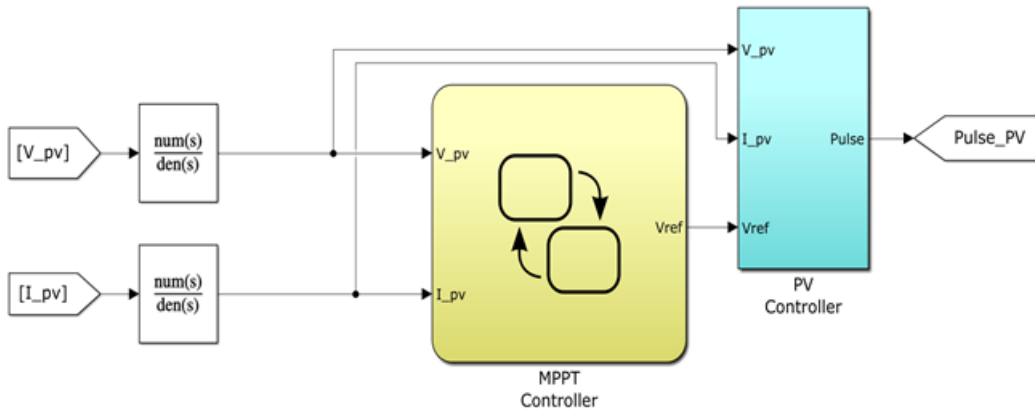 [V_pv]
num(s)
den(s)
[I_pv]
num(s)
den(s)
V_pv
I_pv
Vref
MPPT
Controller
V_pv
I_pv
Vref
Pulse
PV
Controller
Pulse_PV